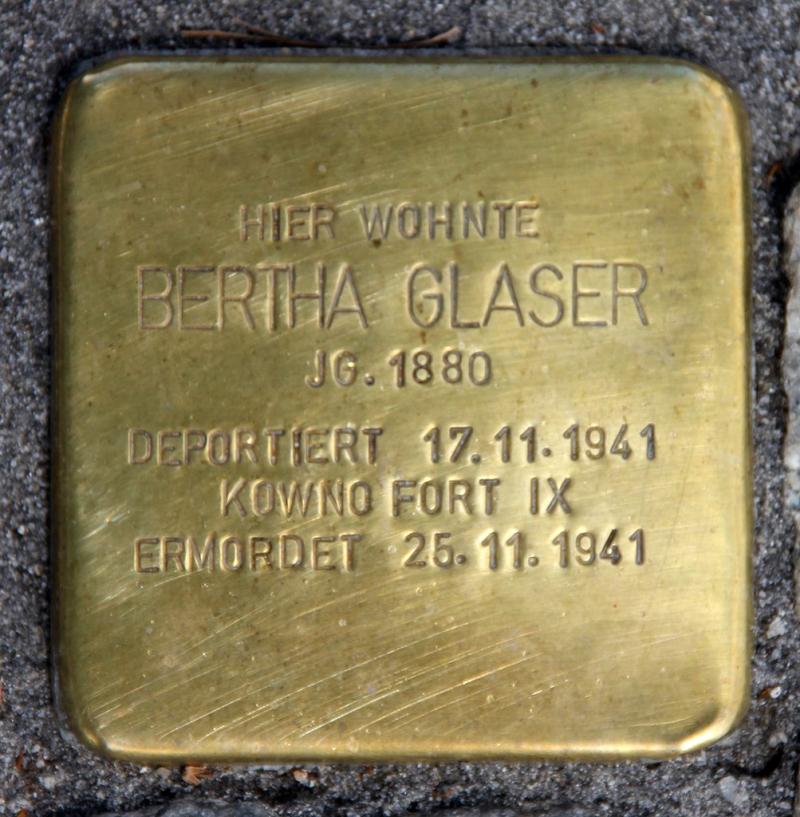 HIER WOHNTE
BERTHA GLASER
JG. 1880
DEPORTIERT 17.11.1941
KOWNO FORT IX
ERMORDET 25.11.1941